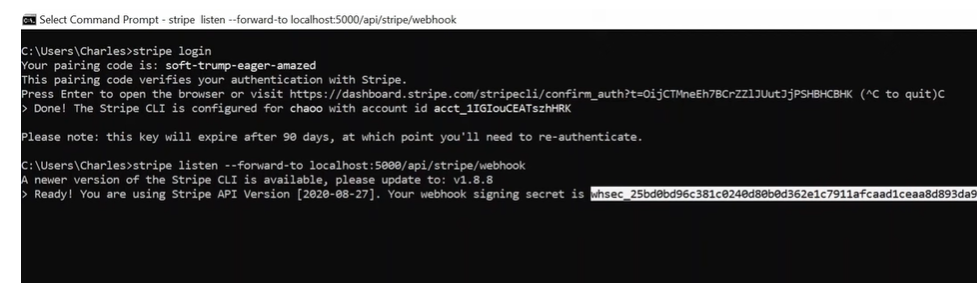 Select Command Prompt - stripe listen --forward-to localhost:5000/api/stripe/webhook
C:\Users\Charles>stripe login
Your pairing code is: soft-trump-eager-amazed
This pairing code verifies your authentication with Stripe.
Press Enter to open the browser or visit https://dashboard.stripe.com/stripecli/confirm_auth?t=OijCTMneEh7BCrZZlJUutJjPSHBHCBHK (^C to quit)C
> Done! The Stripe CLI is configured for chaoo with account id acct_1IGIouCEATszhHRK
Please note: this key will expire after 90 days, at which point you'll need to re-authenticate.
C:\Users\Charles>stripe listen --forward-to localhost:5000/api/stripe/webhook
A newer version of the Stripe CLI is available, please update to: v1.8.8
> Ready! You are using Stripe API Version [2020-08-27]. Your webhook signing secret is whsec_25bd0bd96c381c0240d80b0d362e1c7911afcaad1ceaa8d893da9